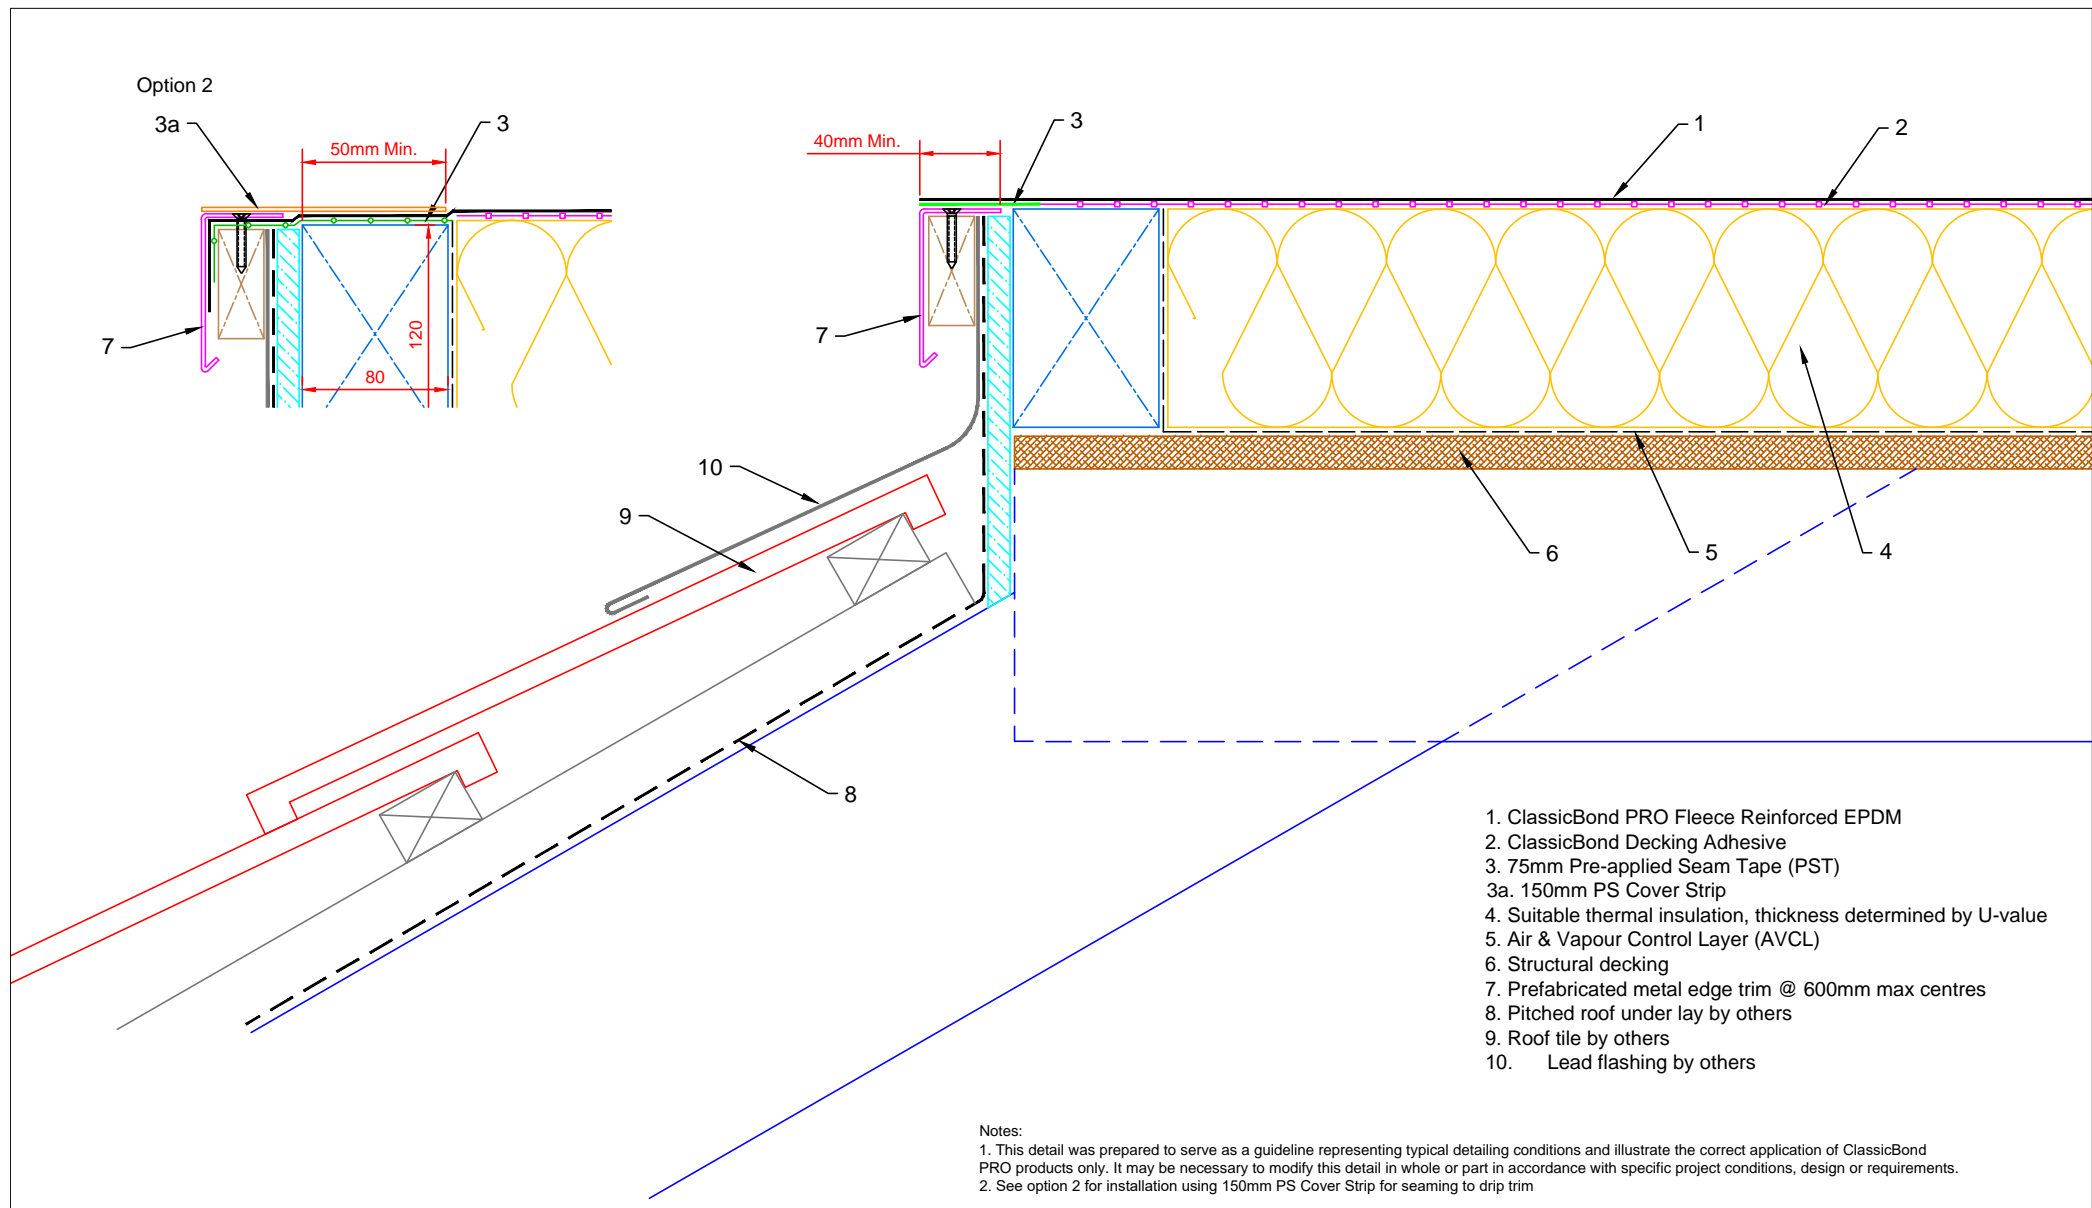 Option 2
3a
3
50mm Min.
120
80
7
40mm Min.
3
1
2
7
10
9
6
5
4
8
1. ClassicBond PRO Fleece Reinforced EPDM
2. ClassicBond Decking Adhesive
3. 75mm Pre-applied Seam Tape (PST)
3a. 150mm PS Cover Strip
4. Suitable thermal insulation, thickness determined by U-value
5. Air & Vapour Control Layer (AVCL)
6. Structural decking
7. Prefabricated metal edge trim @ 600mm max centres
8. Pitched roof under lay by others
9. Roof tile by others
10. Lead flashing by others
Notes:
1. This detail was prepared to serve as a guideline representing typical detailing conditions and illustrate the correct application of ClassicBond
PRO products only. It may be necessary to modify this detail in whole or part in accordance with specific project conditions, design or requirements.
2. See option 2 for installation using 150mm PS Cover Strip for seaming to drip trim